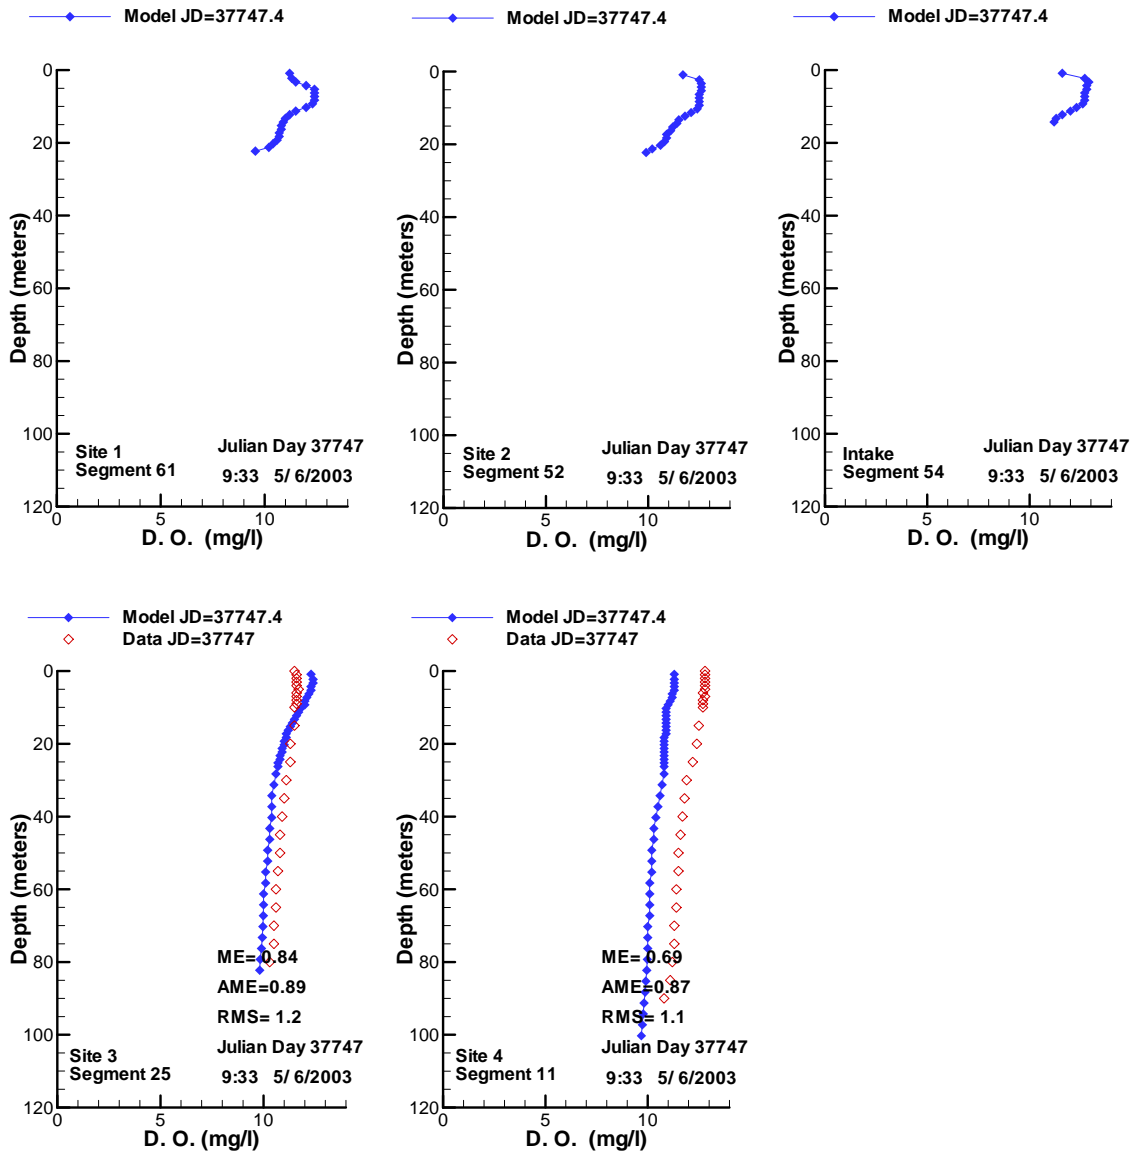 Model JD=37747.4
0
20
40
60
80
100
120
Depth (meters)
Site 1
Segment 61
Julian Day 37747
9:33 5/ 6/2003
0 5 10
D. O. (mg/l)
Model JD=37747.4
0
20
40
60
80
100
120
Depth (meters)
Site 2
Segment 52
Julian Day 37747
9:33 5/ 6/2003
0 5 10
D. O. (mg/l)
Model JD=37747.4
0
20
40
60
80
100
120
Depth (meters)
Intake
Segment 54
Julian Day 37747
9:33 5/ 6/2003
0 5 10
D. O. (mg/l)
Model JD=37747.4
Data JD=37747
0
20
40
60
80
100
120
Depth (meters)
ME= 0.84
AME=0.89
RMS= 1.2
Site 3
Segment 25
Julian Day 37747
9:33 5/ 6/2003
0 5 10
D. O. (mg/l)
Model JD=37747.4
Data JD=37747
0
20
40
60
80
100
120
Depth (meters)
ME= 0.69
AME=0.87
RMS= 1.1
Site 4
Segment 11
Julian Day 37747
9:33 5/ 6/2003
0 5 10
D. O. (mg/l)